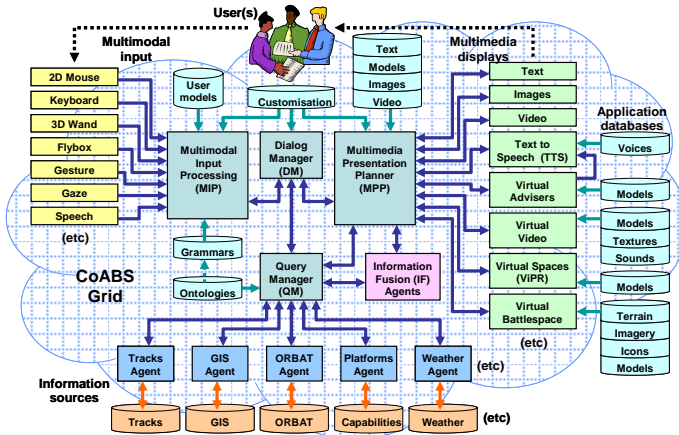 User(s)
Multimodal
input
Multimedia
displays
2D Mouse
Keyboard
3D Wand
Flybox
Gesture
Gaze
Speech
(etc)
User
models
Customisation
Text
Models
Images
Video
Multimodal
Input
Processing
(MIP)
Dialog
Manager
(DM)
Multimedia
Presentation
Planner
(MPP)
Text
Images
Video
Text to
Speech (TTS)
Virtual
Advisers
Virtual
Video
Virtual Spaces
(ViPR)
Virtual
Battlespace
(etc)
Application
databases
Voices
Models
Models
Textures
Sounds
Models
Terrain
Imagery
Icons
Models
Grammars
Ontologies
CoABS
Grid
Query
Manager
(QM)
Information
Fusion (IF)
Agents
Tracks
Agent
GIS
Agent
ORBAT
Agent
Platforms
Agent
Weather
Agent
(etc)
Information
sources
Tracks
GIS
ORBAT
Capabilities
Weather
(etc)